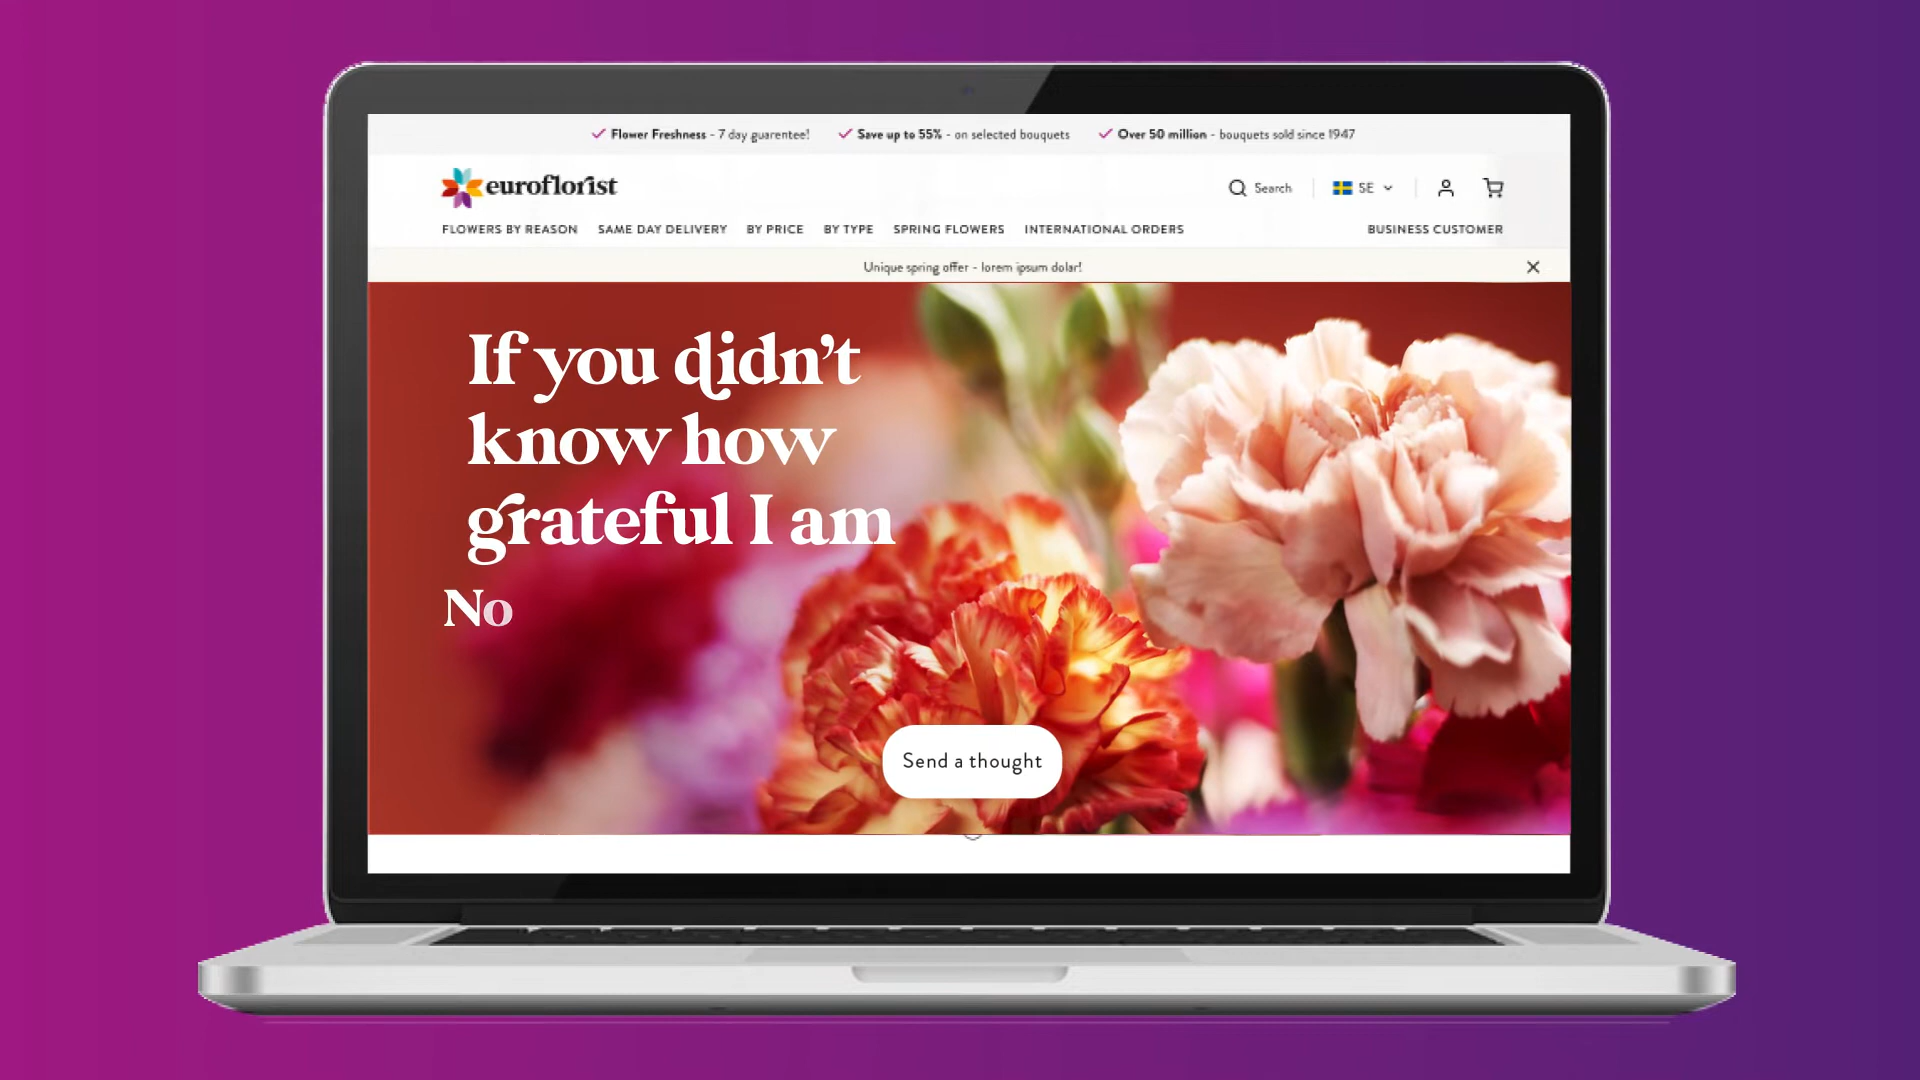 Flower Freshness - 7 day guarentee!
Save up to 55% - on selected bouquets
Over 50 million - bouquets sold since 1947
euroflorist
Search
SE
FLOWERS BY REASON
SAME DAY DELIVERY
BY PRICE
BY TYPE
SPRING FLOWERS
INTERNATIONAL ORDERS
BUSINESS CUSTOMER
Unique spring offer - lorem ipsum dolar!
If you didn't
know how
grateful I am
No
Send a thought